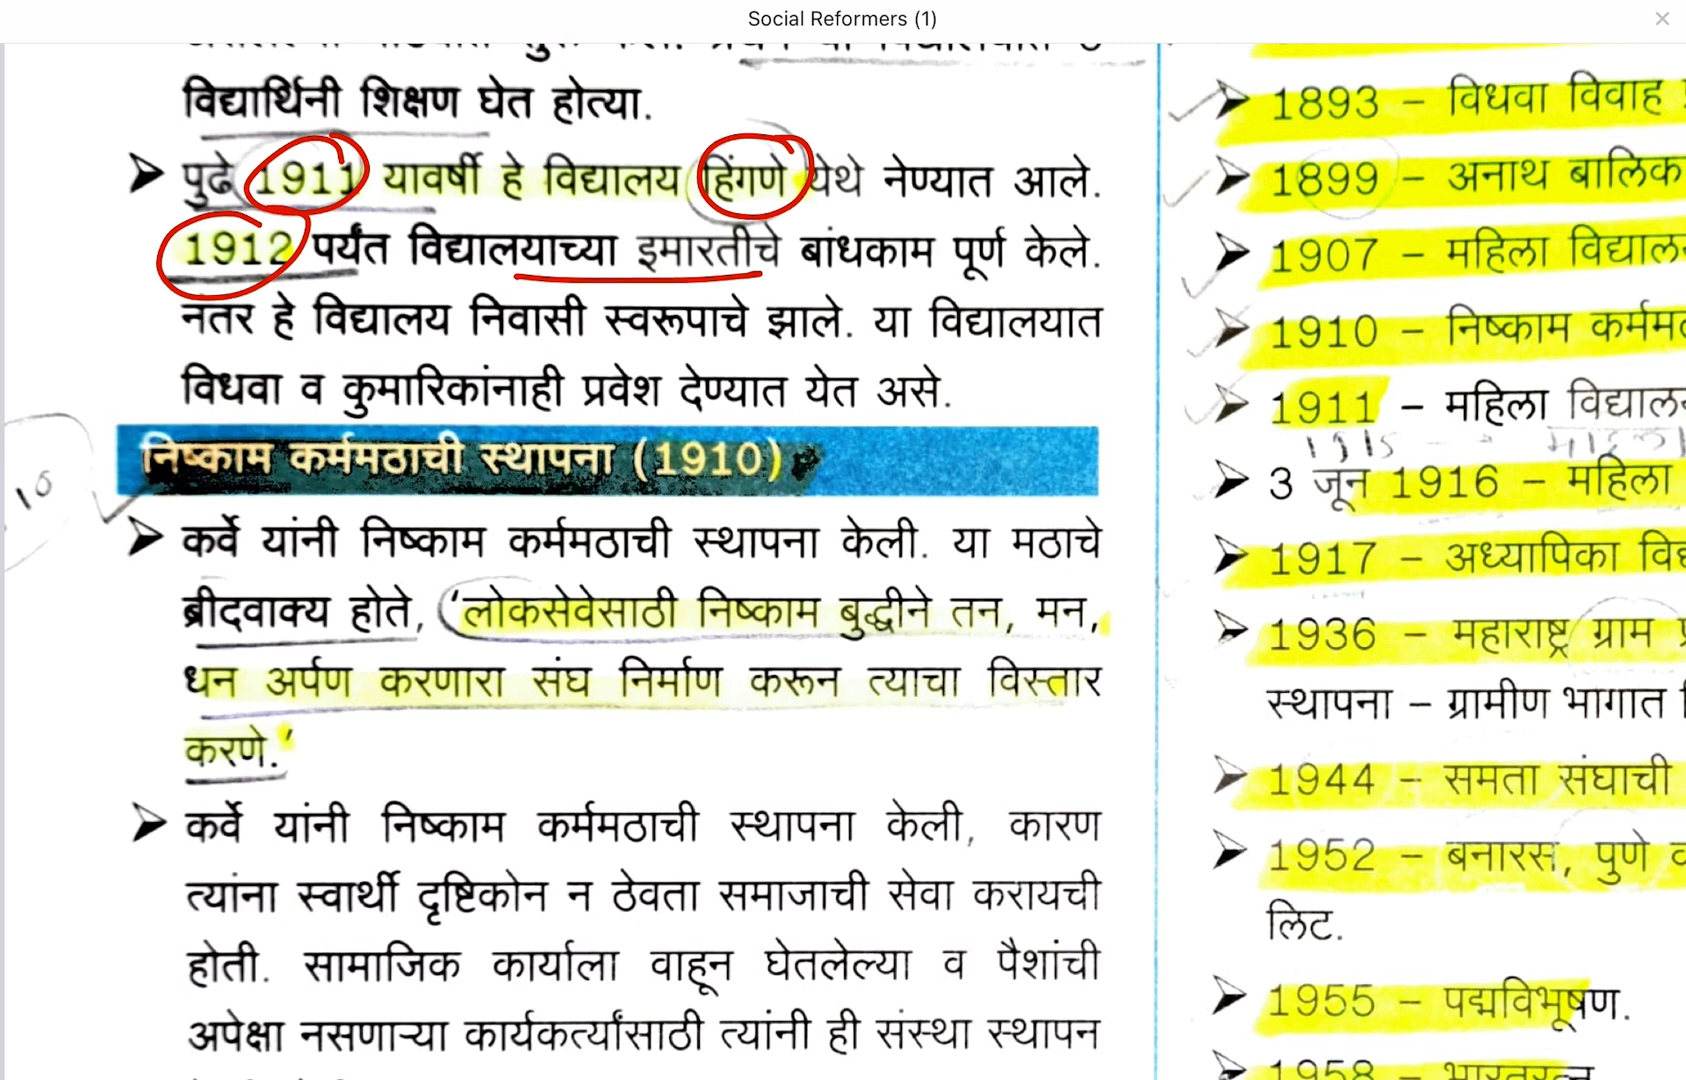 Social Reformers (1)
विद्यार्थिनी शिक्षण घेत होत्या.
➤ पुढे 1911 यावर्षी हे विद्यालय हिंगणे येथे नेण्यात आले.
1912 पर्यंत विद्यालयाच्या इमारतीचे बांधकाम पूर्ण केले.
नंतर हे विद्यालय निवासी स्वरूपाचे झाले. या विद्यालयात
विधवा व कुमारिकांनाही प्रवेश देण्यात येत असे.
निष्काम कर्ममठाची स्थापना (1910)
➤ कर्वे यांनी निष्काम कर्ममठाची स्थापना केली. या मठाचे
ब्रीदवाक्य होते, 'लोकसेवेसाठी निष्काम बुद्धीने तन, मन,
धन अर्पण करणारा संघ निर्माण करून त्याचा विस्तार
करणे.'
➤ कर्वे यांनी निष्काम कर्ममठाची स्थापना केली, कारण
त्यांना स्वार्थी दृष्टिकोन न ठेवता समाजाची सेवा करायची
होती. सामाजिक कार्याला वाहून घेतलेल्या व पैशांची
अपेक्षा नसणाऱ्या कार्यकर्त्यांसाठी त्यांनी ही संस्था स्थापन
➤ 1893 – विधवा विवाह
➤ 1899 – अनाथ बालिक
➤ 1907 – महिला विद्याल
➤ 1910 – निष्काम कर्मम
➤ 1911 – महिला विद्याल
1915
➤ 3 जून 1916 – महिला
➤ 1917 – अध्यापिका वि
➤ 1936 – महाराष्ट्र ग्राम
स्थापना – ग्रामीण भागात
➤ 1944 – समता संघाची
➤ 1952 – बनारस, पुणे
लिट.
➤ 1955 – पद्मविभूषण.
➤ 1958 – भारतरत्न